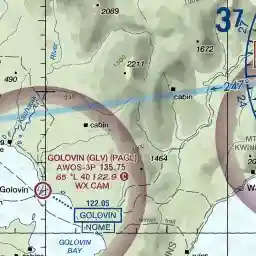 2089
37
River
1672
490
2211
247°
cabin
cabin
GOLOVIN (GLV) (PAGL)
AWOS-3P 135.75
65 *L 40 122.9 C
WX CAM
1464
Golovin
122.05
GOLOVIN
NOME
GOLOVIN
BAY